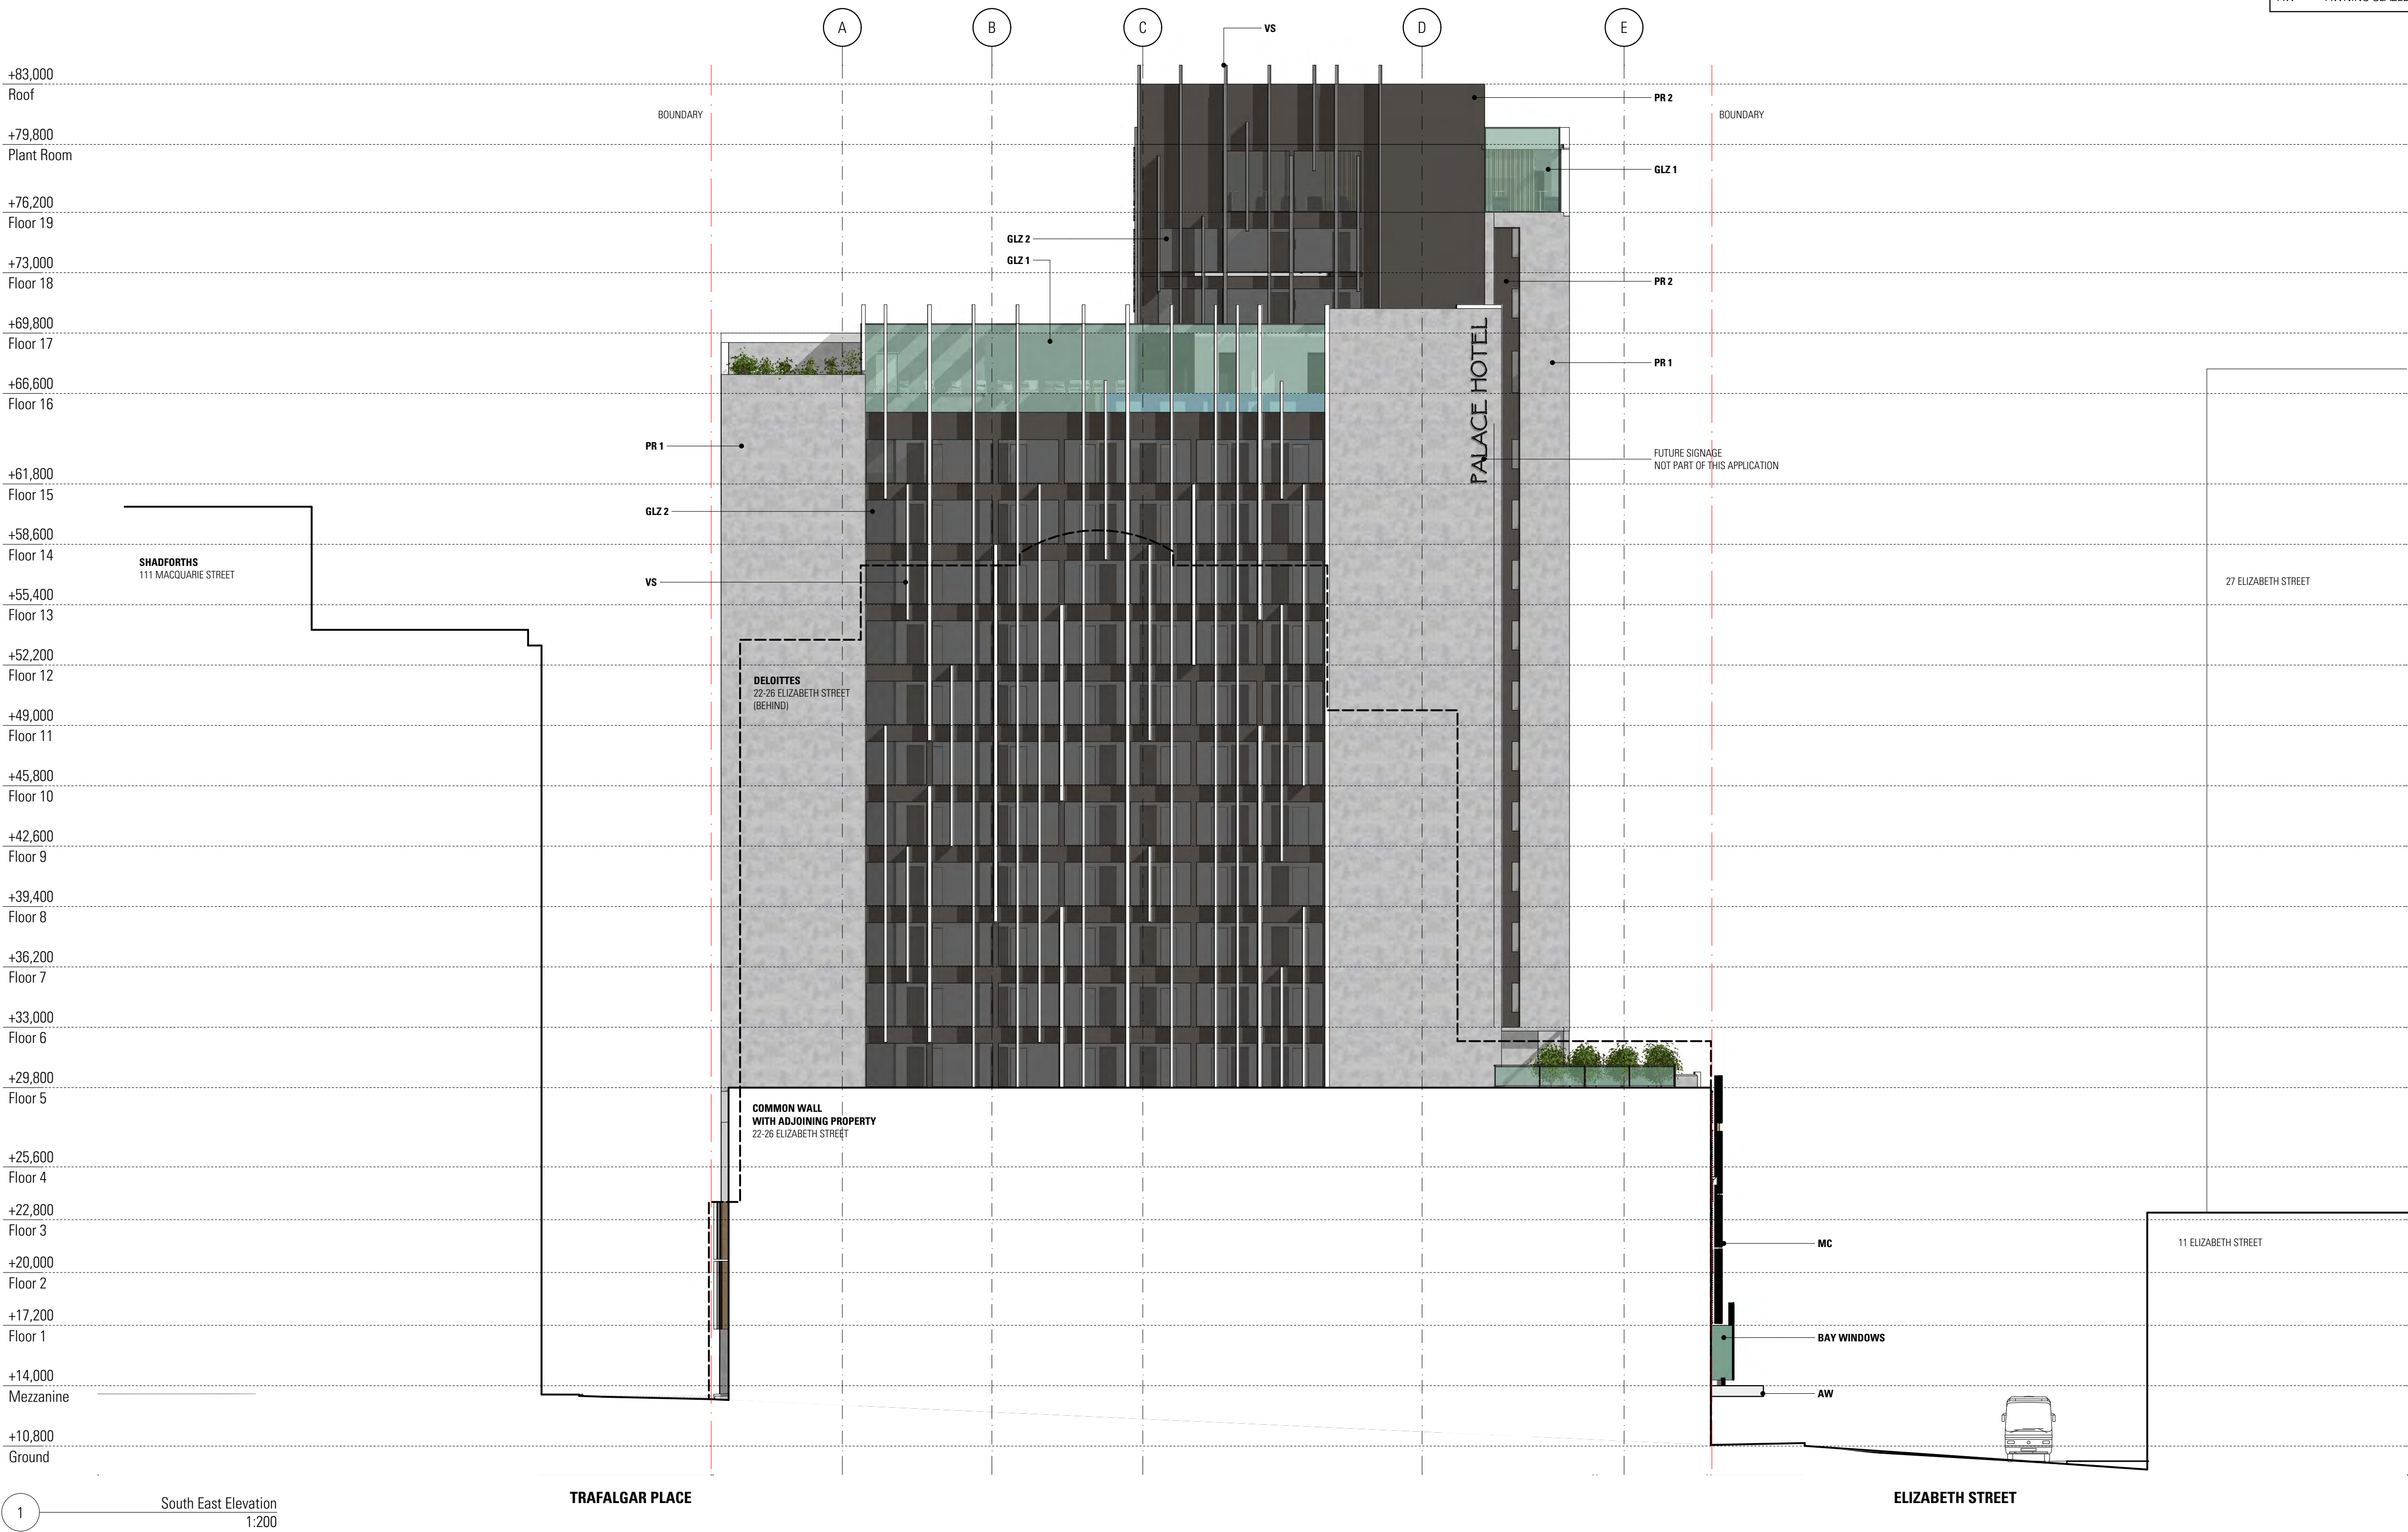 A
B
C
VS
D
E
+83,000
Roof
PR 2
BOUNDARY
BOUNDARY
+79,800
Plant Room
GLZ 1
+76,200
Floor 19
GLZ 2
GLZ 1
+73,000
Floor 18
PR 2
+69,800
Floor 17
PALACE HOTEL
PR 1
+66,600
Floor 16
PR 1
FUTURE SIGNAGE
NOT PART OF THIS APPLICATION
+61,800
Floor 15
GLZ 2
+58,600
Floor 14
SHADFORTHS
111 MACQUARIE STREET
VS
27 ELIZABETH STREET
+55,400
Floor 13
+52,200
Floor 12
DELOITTES
22-26 ELIZABETH STREET
(BEHIND)
+49,000
Floor 11
+45,800
Floor 10
+42,600
Floor 9
+39,400
Floor 8
+36,200
Floor 7
+33,000
Floor 6
+29,800
Floor 5
COMMON WALL
WITH ADJOINING PROPERTY
22-26 ELIZABETH STREET
+25,600
Floor 4
+22,800
Floor 3
MC
11 ELIZABETH STREET
+20,000
Floor 2
+17,200
Floor 1
BAY WINDOWS
+14,000
Mezzanine
AW
+10,800
Ground
TRAFALGAR PLACE
ELIZABETH STREET
1
South East Elevation
1:200